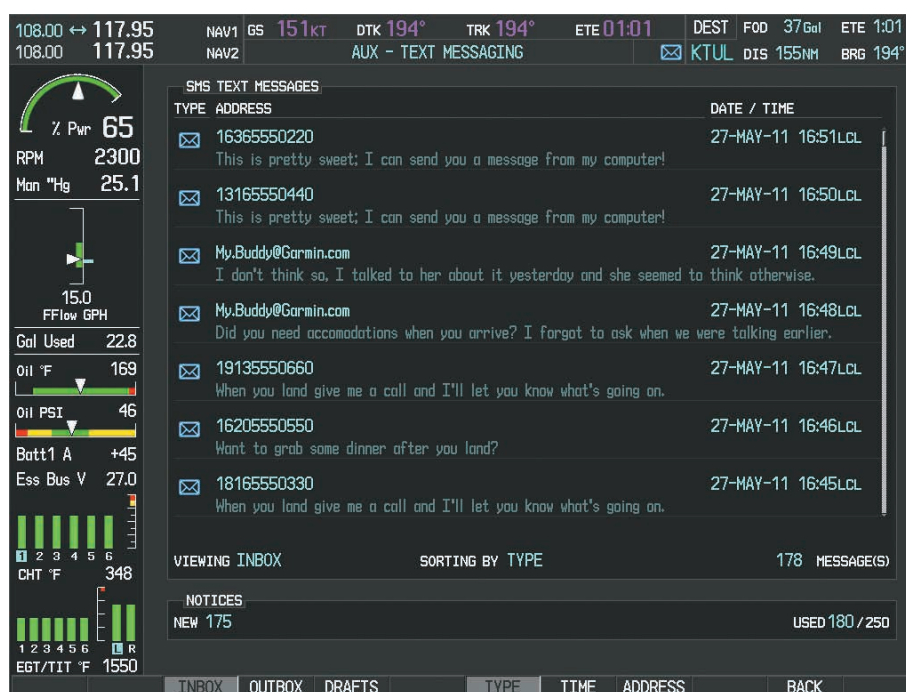 108.00 ↔ 117.95 NAV1 GS 151KT DTK 194° TRK 194° ETE 01:01 DEST FOD 37Gal ETE 1:01
108.00 117.95 NAV2 AUX - TEXT MESSAGING KTUL DIS 155NM BRG 194°
% Pwr 65
RPM 2300
Man "Hg 25.1
15.0
FFlow GPH
Gal Used 22.8
Oil °F 169
Oil PSI 46
Batt1 A +45
Ess Bus V 27.0
1 2 3 4 5 6
CHT °F 348
1 2 3 4 5 6 L R
EGT/TIT °F 1550
SMS TEXT MESSAGES
TYPE ADDRESS DATE / TIME
16365550220 27-MAY-11 16:51LCL
This is pretty sweet; I can send you a message from my computer!
13165550440 27-MAY-11 16:50LCL
This is pretty sweet; I can send you a message from my computer!
My.Buddy@Garmin.com 27-MAY-11 16:49LCL
I don't think so, I talked to her about it yesterday and she seemed to think otherwise.
My.Buddy@Garmin.com 27-MAY-11 16:48LCL
Did you need accomodations when you arrive? I forgot to ask when we were talking earlier.
19135550660 27-MAY-11 16:47LCL
When you land give me a call and I'll let you know what's going on.
16205550550 27-MAY-11 16:46LCL
Want to grab some dinner after you land?
18165550330 27-MAY-11 16:45LCL
When you land give me a call and I'll let you know what's going on.
VIEWING INBOX SORTING BY TYPE 178 MESSAGE(S)
NOTICES
NEW 175 USED 180 / 250
INBOX OUTBOX DRAFTS TYPE TIME ADDRESS BACK